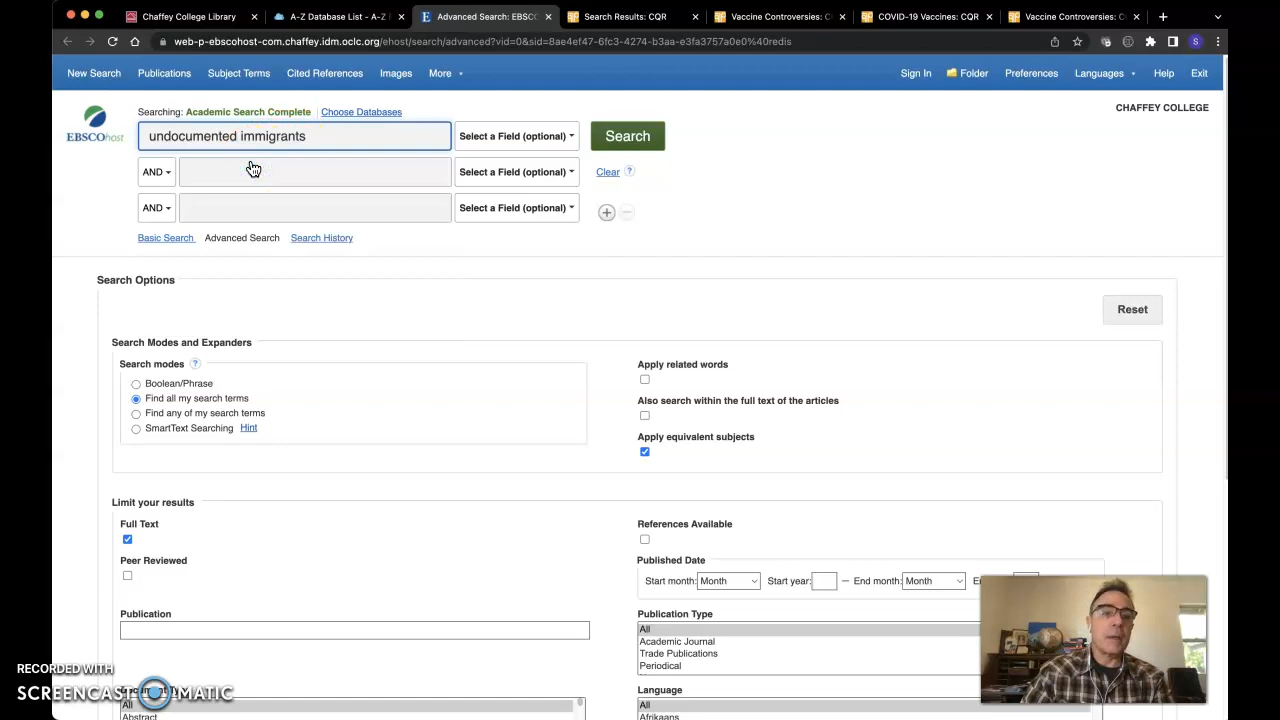 Chaffey College Library
A-Z Database List - A-Z
Advanced Search: EBSC
Search Results: CQR
Vaccine Controversies: C
COVID-19 Vaccines: CQR
Vaccine Controversies: C
web-p-ebscohost-com.chaffey.idm.oclc.org/ehost/search/advanced?vid=0&sid=8ae4ef47-6fc3-4274-b3aa-e3fa3757a0e0%40redis
S
New Search Publications Subject Terms Cited References Images More Sign In Folder Preferences Languages Help Exit
Searching: Academic Search Complete Choose Databases
CHAFFEY COLLEGE
EBSCOhost
undocumented immigrants Select a Field (optional) Search
AND Select a Field (optional) Clear ?
AND Select a Field (optional)
Basic Search Advanced Search Search History
Search Options
Reset
Search Modes and Expanders
Search modes ?
Boolean/Phrase
Find all my search terms
Find any of my search terms
SmartText Searching Hint
Apply related words
Also search within the full text of the articles
Apply equivalent subjects
Limit your results
Full Text
References Available
Peer Reviewed
Published Date
Start month: Month Start year: – End month: Month
Publication
Publication Type
All
Academic Journal
Trade Publications
Periodical
Language
All
Afrikaans
All
Abstract
RECORDED WITH
SCREENCAST MATIC